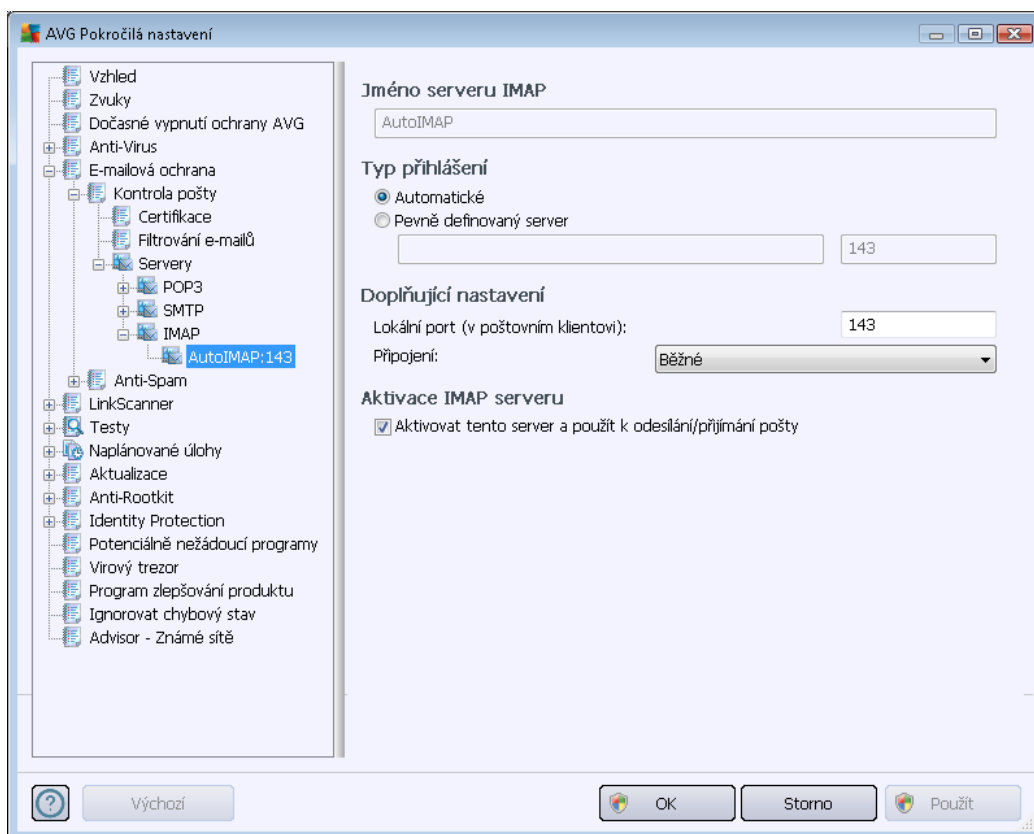 AVG Pokročilá nastavení
Vzhled
Zvuky
Dočasné vypnutí ochrany AVG
Anti-Virus
E-mailová ochrana
Kontrola pošty
Certifikace
Filtrování e-mailů
Servery
POP3
SMTP
IMAP
AutoIMAP:143
Anti-Spam
LinkScanner
Testy
Naplánované úlohy
Aktualizace
Anti-Rootkit
Identity Protection
Potenciálně nežádoucí programy
Virový trezor
Program zlepšování produktu
Ignorovat chybový stav
Advisor - Známé sítě
Jméno serveru IMAP
AutoIMAP
Typ přihlášení
Automatické
Pevně definovaný server
143
Doplňující nastavení
Lokální port (v poštovním klientovi): 143
Připojení: Běžné
Aktivace IMAP serveru
Aktivovat tento server a použít k odesílání/přijímání pošty
? Výchozí OK Storno Použít